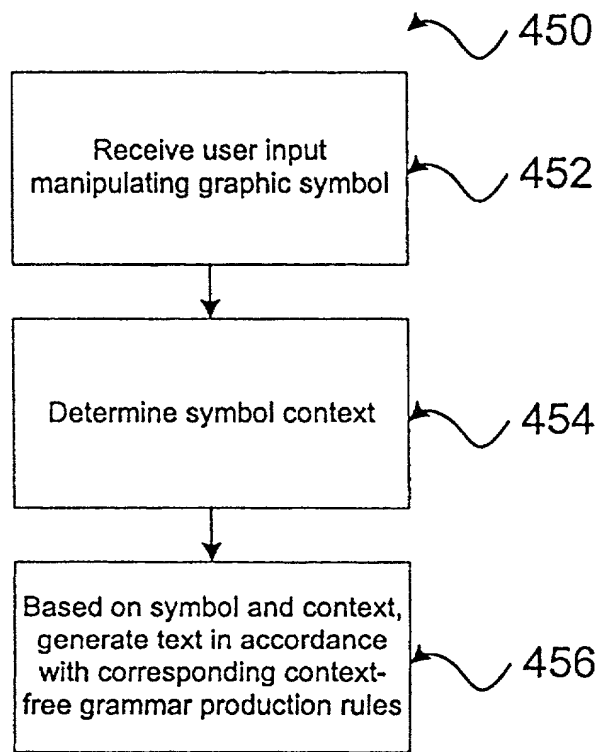 450
Receive user input
manipulating graphic symbol
452
Determine symbol context
454
Based on symbol and context,
generate text in accordance
with corresponding context-
free grammar production rules
456